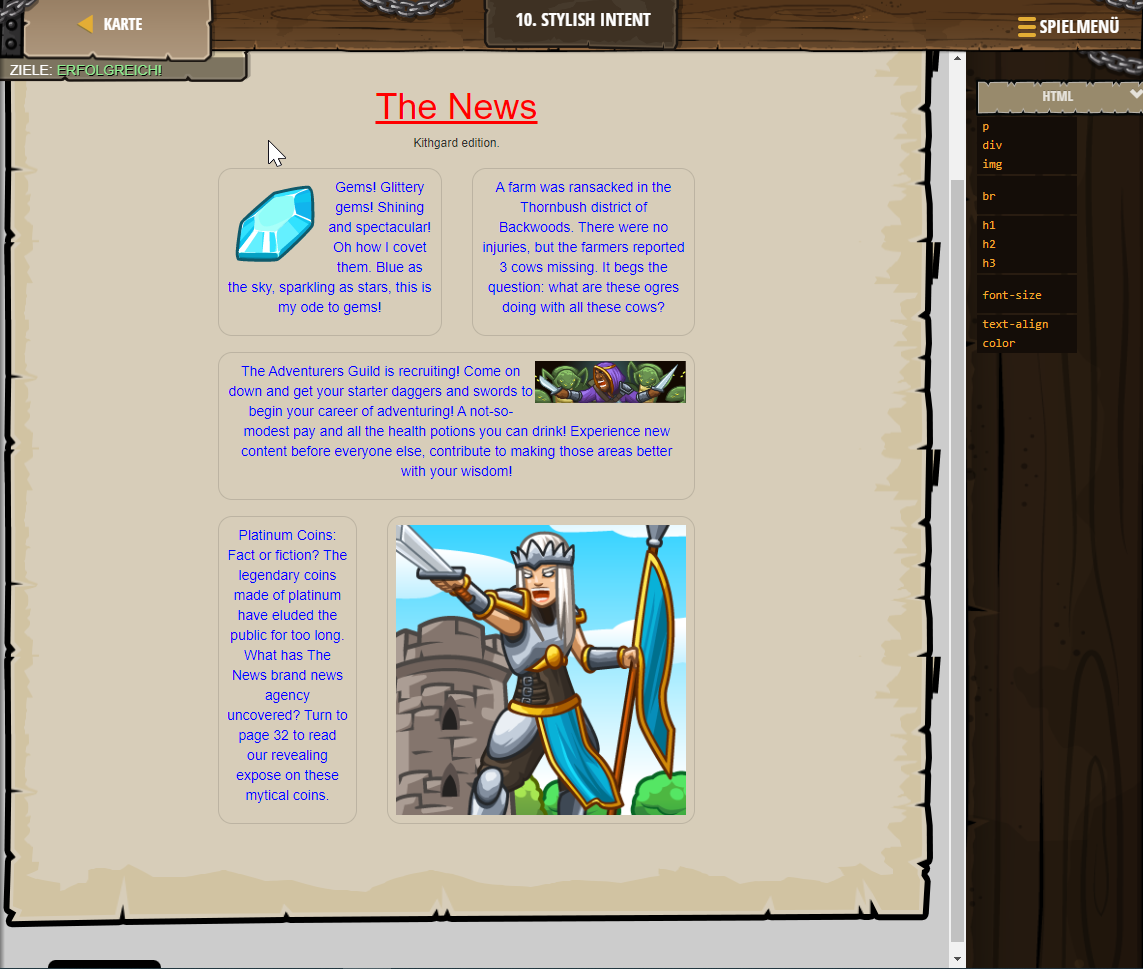 KARTE
10. STYLISH INTENT
SPIELMENÜ
ZIELE: ERFOLGREICH!
The News
Kithgard edition.
Gems! Glittery
gems! Shining
and spectacular!
Oh how I covet
them. Blue as
the sky, sparkling as stars, this is
my ode to gems!
A farm was ransacked in the
Thornbush district of
Backwoods. There were no
injuries, but the farmers reported
3 cows missing. It begs the
question: what are these ogres
doing with all these cows?
The Adventurers Guild is recruiting! Come on
down and get your starter daggers and swords to
begin your career of adventuring! A not-so-
modest pay and all the health potions you can drink! Experience new
content before everyone else, contribute to making those areas better
with your wisdom!
Platinum Coins:
Fact or fiction? The
legendary coins
made of platinum
have eluded the
public for too long.
What has The
News brand news
agency
uncovered? Turn to
page 32 to read
our revealing
expose on these
mytical coins.
HTML
p
div
img
br
h1
h2
h3
font-size
text-align
color